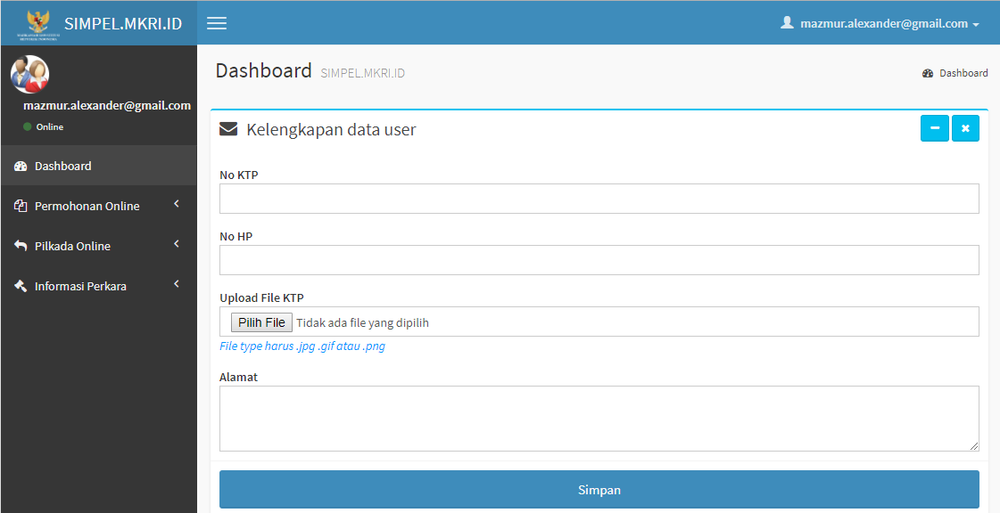 SIMPEL.MKRI.ID
mazmur.alexander@gmail.com
mazmur.alexander@gmail.com
Online
Dashboard
Permohonan Online
Pilkada Online
Informasi Perkara
Dashboard SIMPEL.MKRI.ID
Dashboard
Kelengkapan data user
No KTP
No HP
Upload File KTP
Pilih File Tidak ada file yang dipilih
File type harus .jpg .gif atau .png
Alamat
Simpan